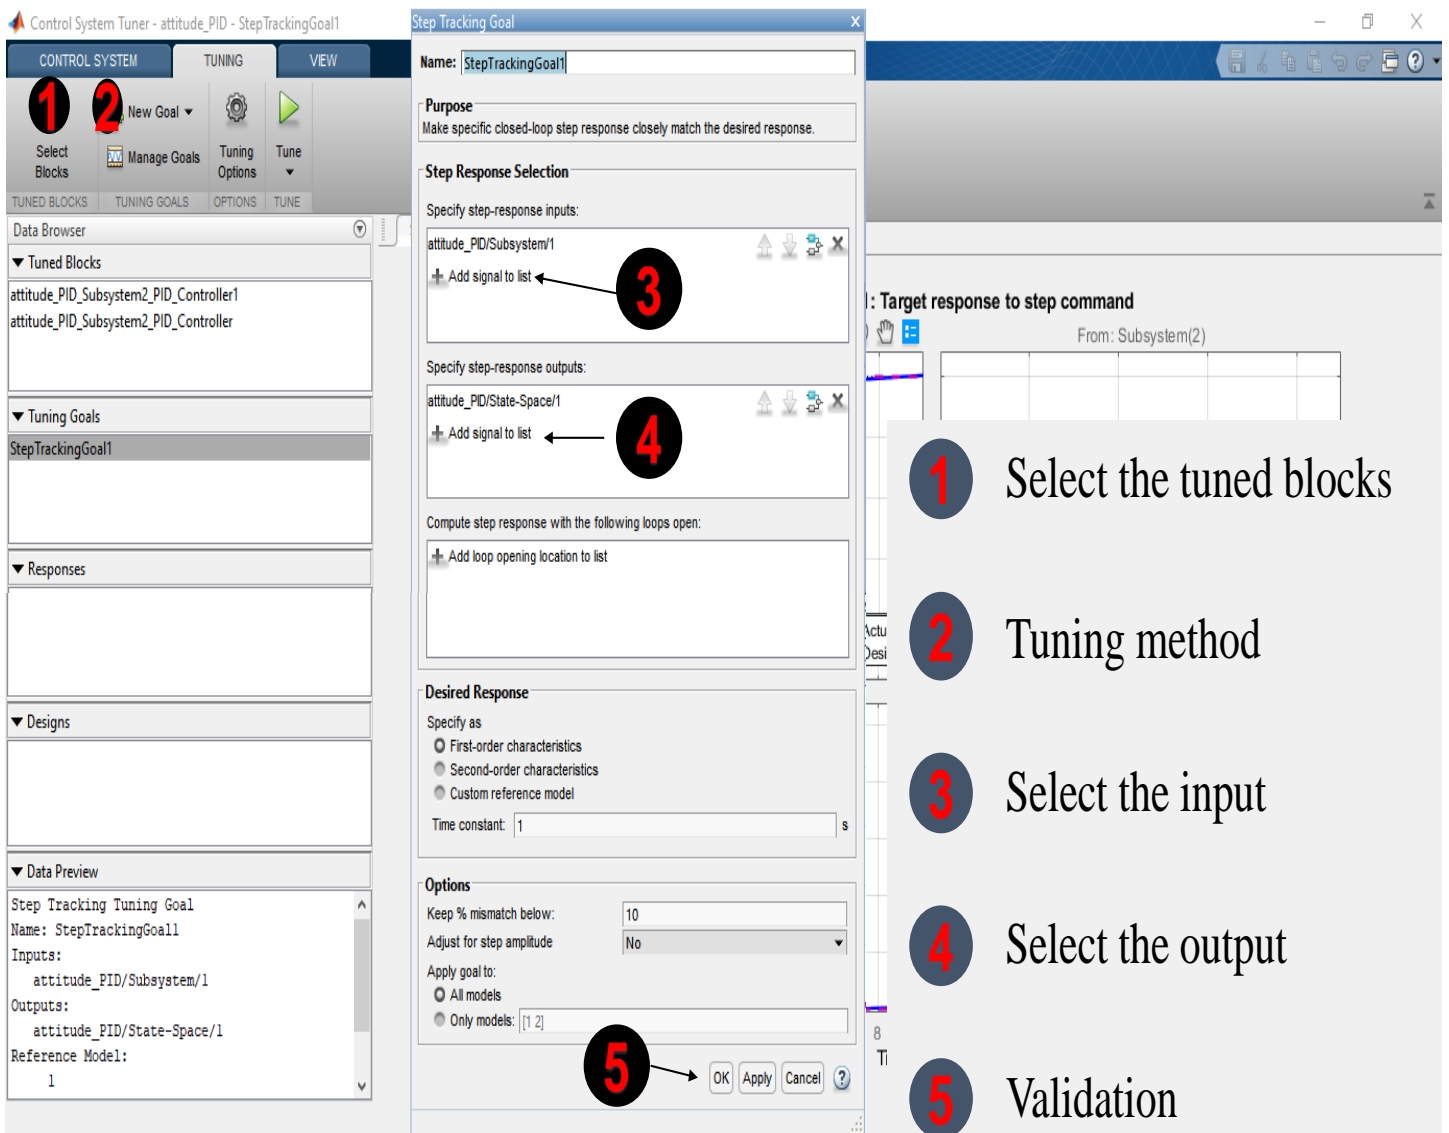 Control System Tuner - attitude_PID - StepTrackingGoal1
CONTROL SYSTEM
TUNING
VIEW
1
2
New Goal
Select
Blocks
Manage Goals
Tuning
Options
Tune
TUNED BLOCKS
TUNING GOALS
OPTIONS
TUNE
Data Browser
Tuned Blocks
attitude_PID_Subsystem2_PID_Controller1
attitude_PID_Subsystem2_PID_Controller
Tuning Goals
StepTrackingGoal1
Responses
Designs
Data Preview
Step Tracking Tuning Goal
Name: StepTrackingGoal1
Inputs:
attitude_PID/Subsystem/1
Outputs:
attitude_PID/State-Space/1
Reference Model:
1
Step Tracking Goal
Name: StepTrackingGoal1
Purpose
Make specific closed-loop step response closely match the desired response.
Step Response Selection
Specify step-response inputs:
attitude_PID/Subsystem/1
Add signal to list
3
Specify step-response outputs:
attitude_PID/State-Space/1
Add signal to list
4
Compute step response with the following loops open:
Add loop opening location to list
Desired Response
Specify as
First-order characteristics
Second-order characteristics
Custom reference model
Time constant: 1 s
Options
Keep % mismatch below: 10
Adjust for step amplitude No
Apply goal to:
All models
Only models: [1 2]
5
OK Apply Cancel ?
1: Target response to step command
From: Subsystem(2)
Actu
Desi
8
Ti
1 Select the tuned blocks
2 Tuning method
3 Select the input
4 Select the output
5 Validation